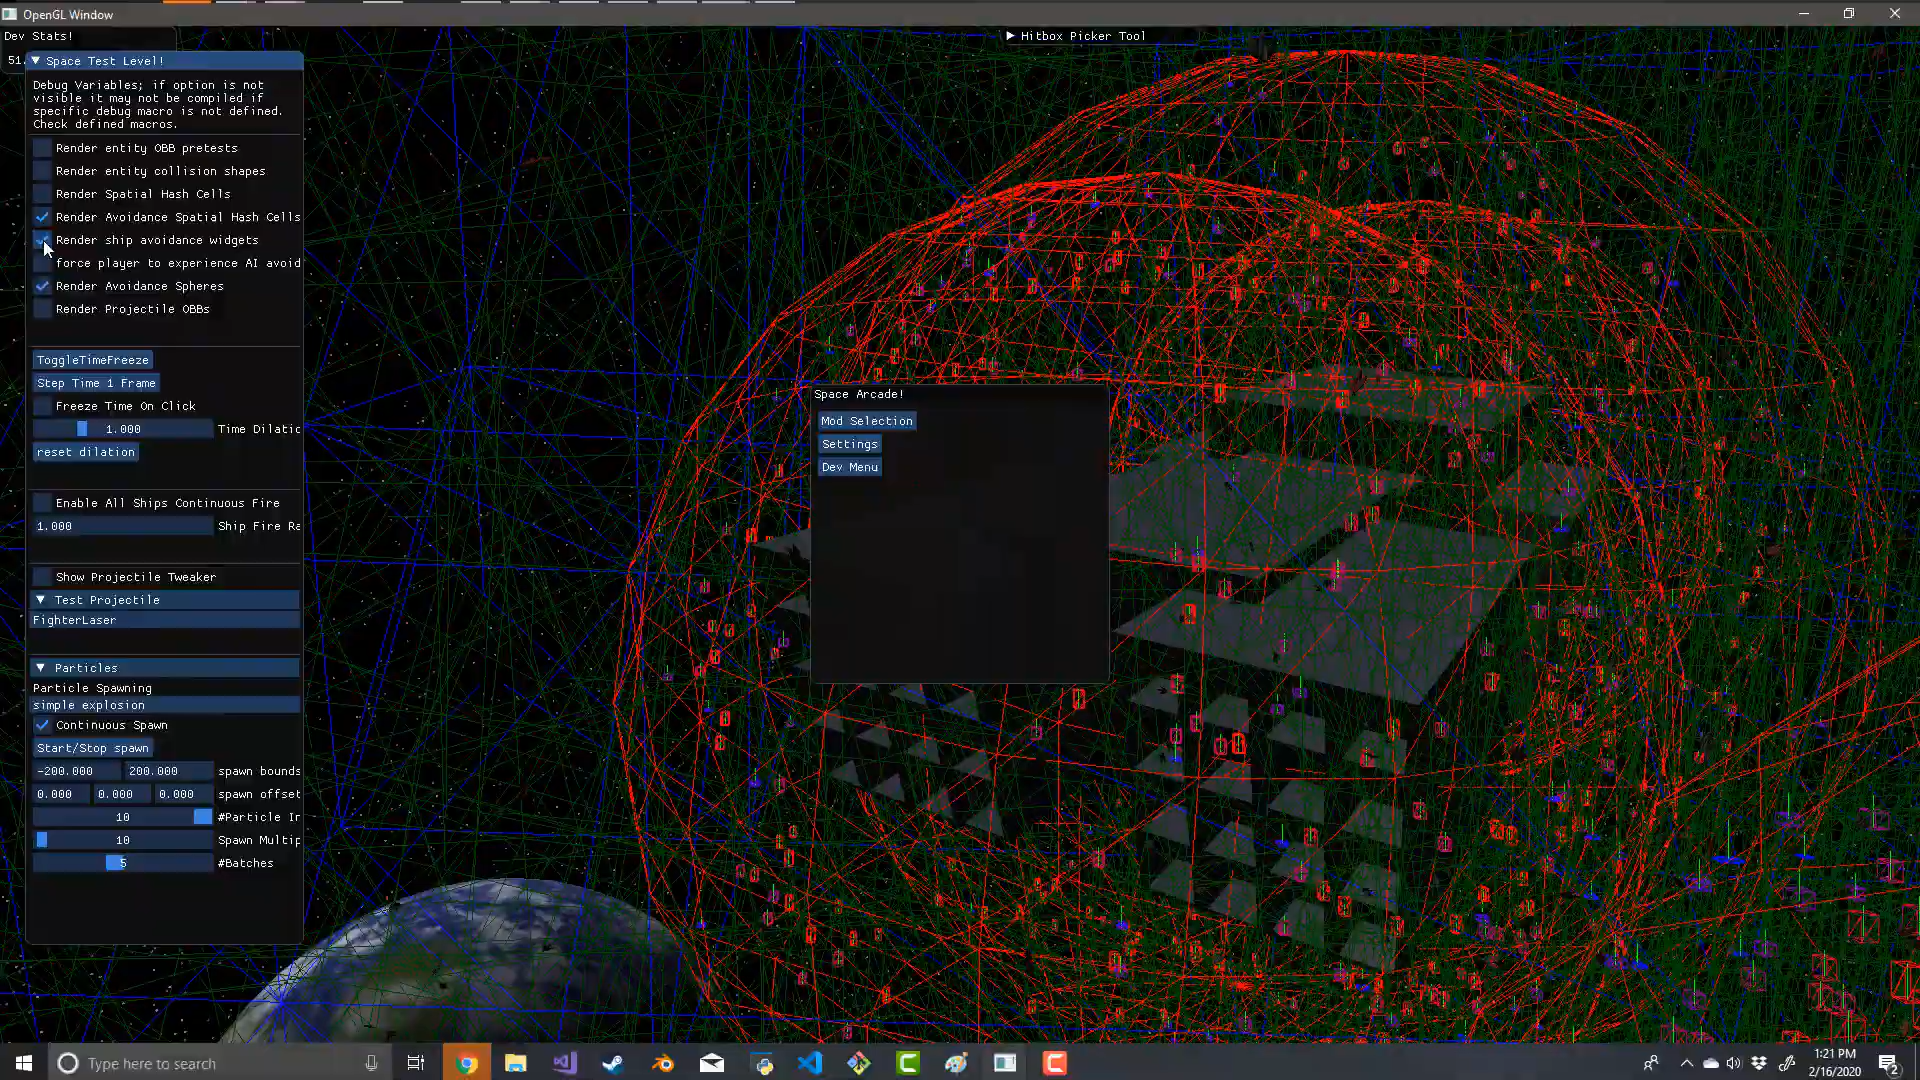 OpenGL Window
Dev Stats!
Hitbox Picker Tool
51.
Space Test Level!
Debug Variables; if option is not
visible it may not be compiled if
specific debug macro is not defined.
Check defined macros.
Render entity OBB pretests
Render entity collision shapes
Render Spatial Hash Cells
Render Avoidance Spatial Hash Cells
Render ship avoidance widgets
force player to experience AI avoid
Render Avoidance Spheres
Render Projectile OBBs
ToggleTimeFreeze
Step Time 1 Frame
Freeze Time On Click
1.000 Time Dilatic
reset dilation
Enable All Ships Continuous Fire
1.000 Ship Fire Ra
Show Projectile Tweaker
Test Projectile
FighterLaser
Particles
Particle Spawning
simple explosion
Continuous Spawn
Start/Stop spawn
-200.000 200.000 spawn bounds
0.000 0.000 0.000 spawn offset
10 #Particle In
10 Spawn Multip
5 #Batches
Space Arcade!
Mod Selection
Settings
Dev Menu
Type here to search
1:21 PM
2/16/2020
2